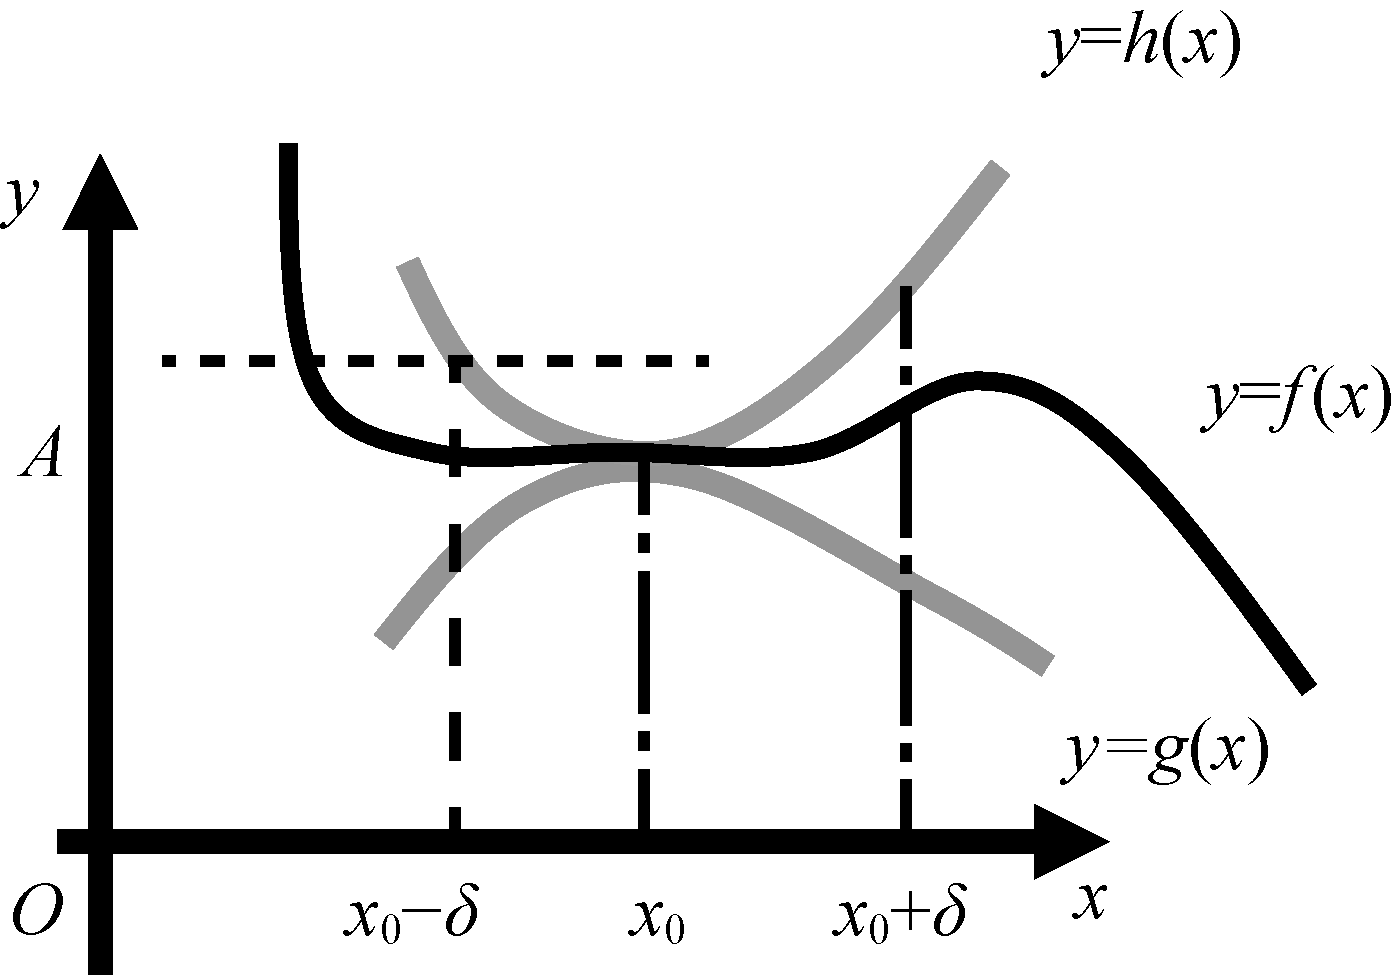 y=h(x)
y
y=f(x)
A
y=g(x)
O
x₀−δ
x₀
x₀+δ
x